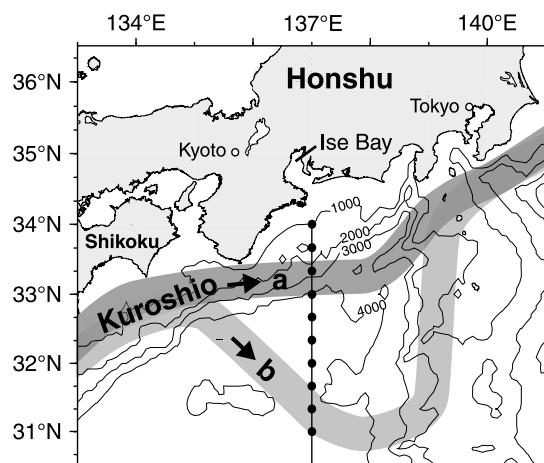 134°E
137°E
140°E
36°N
Honshu
Tokyo
35°N
Kyoto
Ise Bay
34°N
1000
2000
3000
Shikoku
33°N
Kuroshio
a
4000
32°N
b
31°N